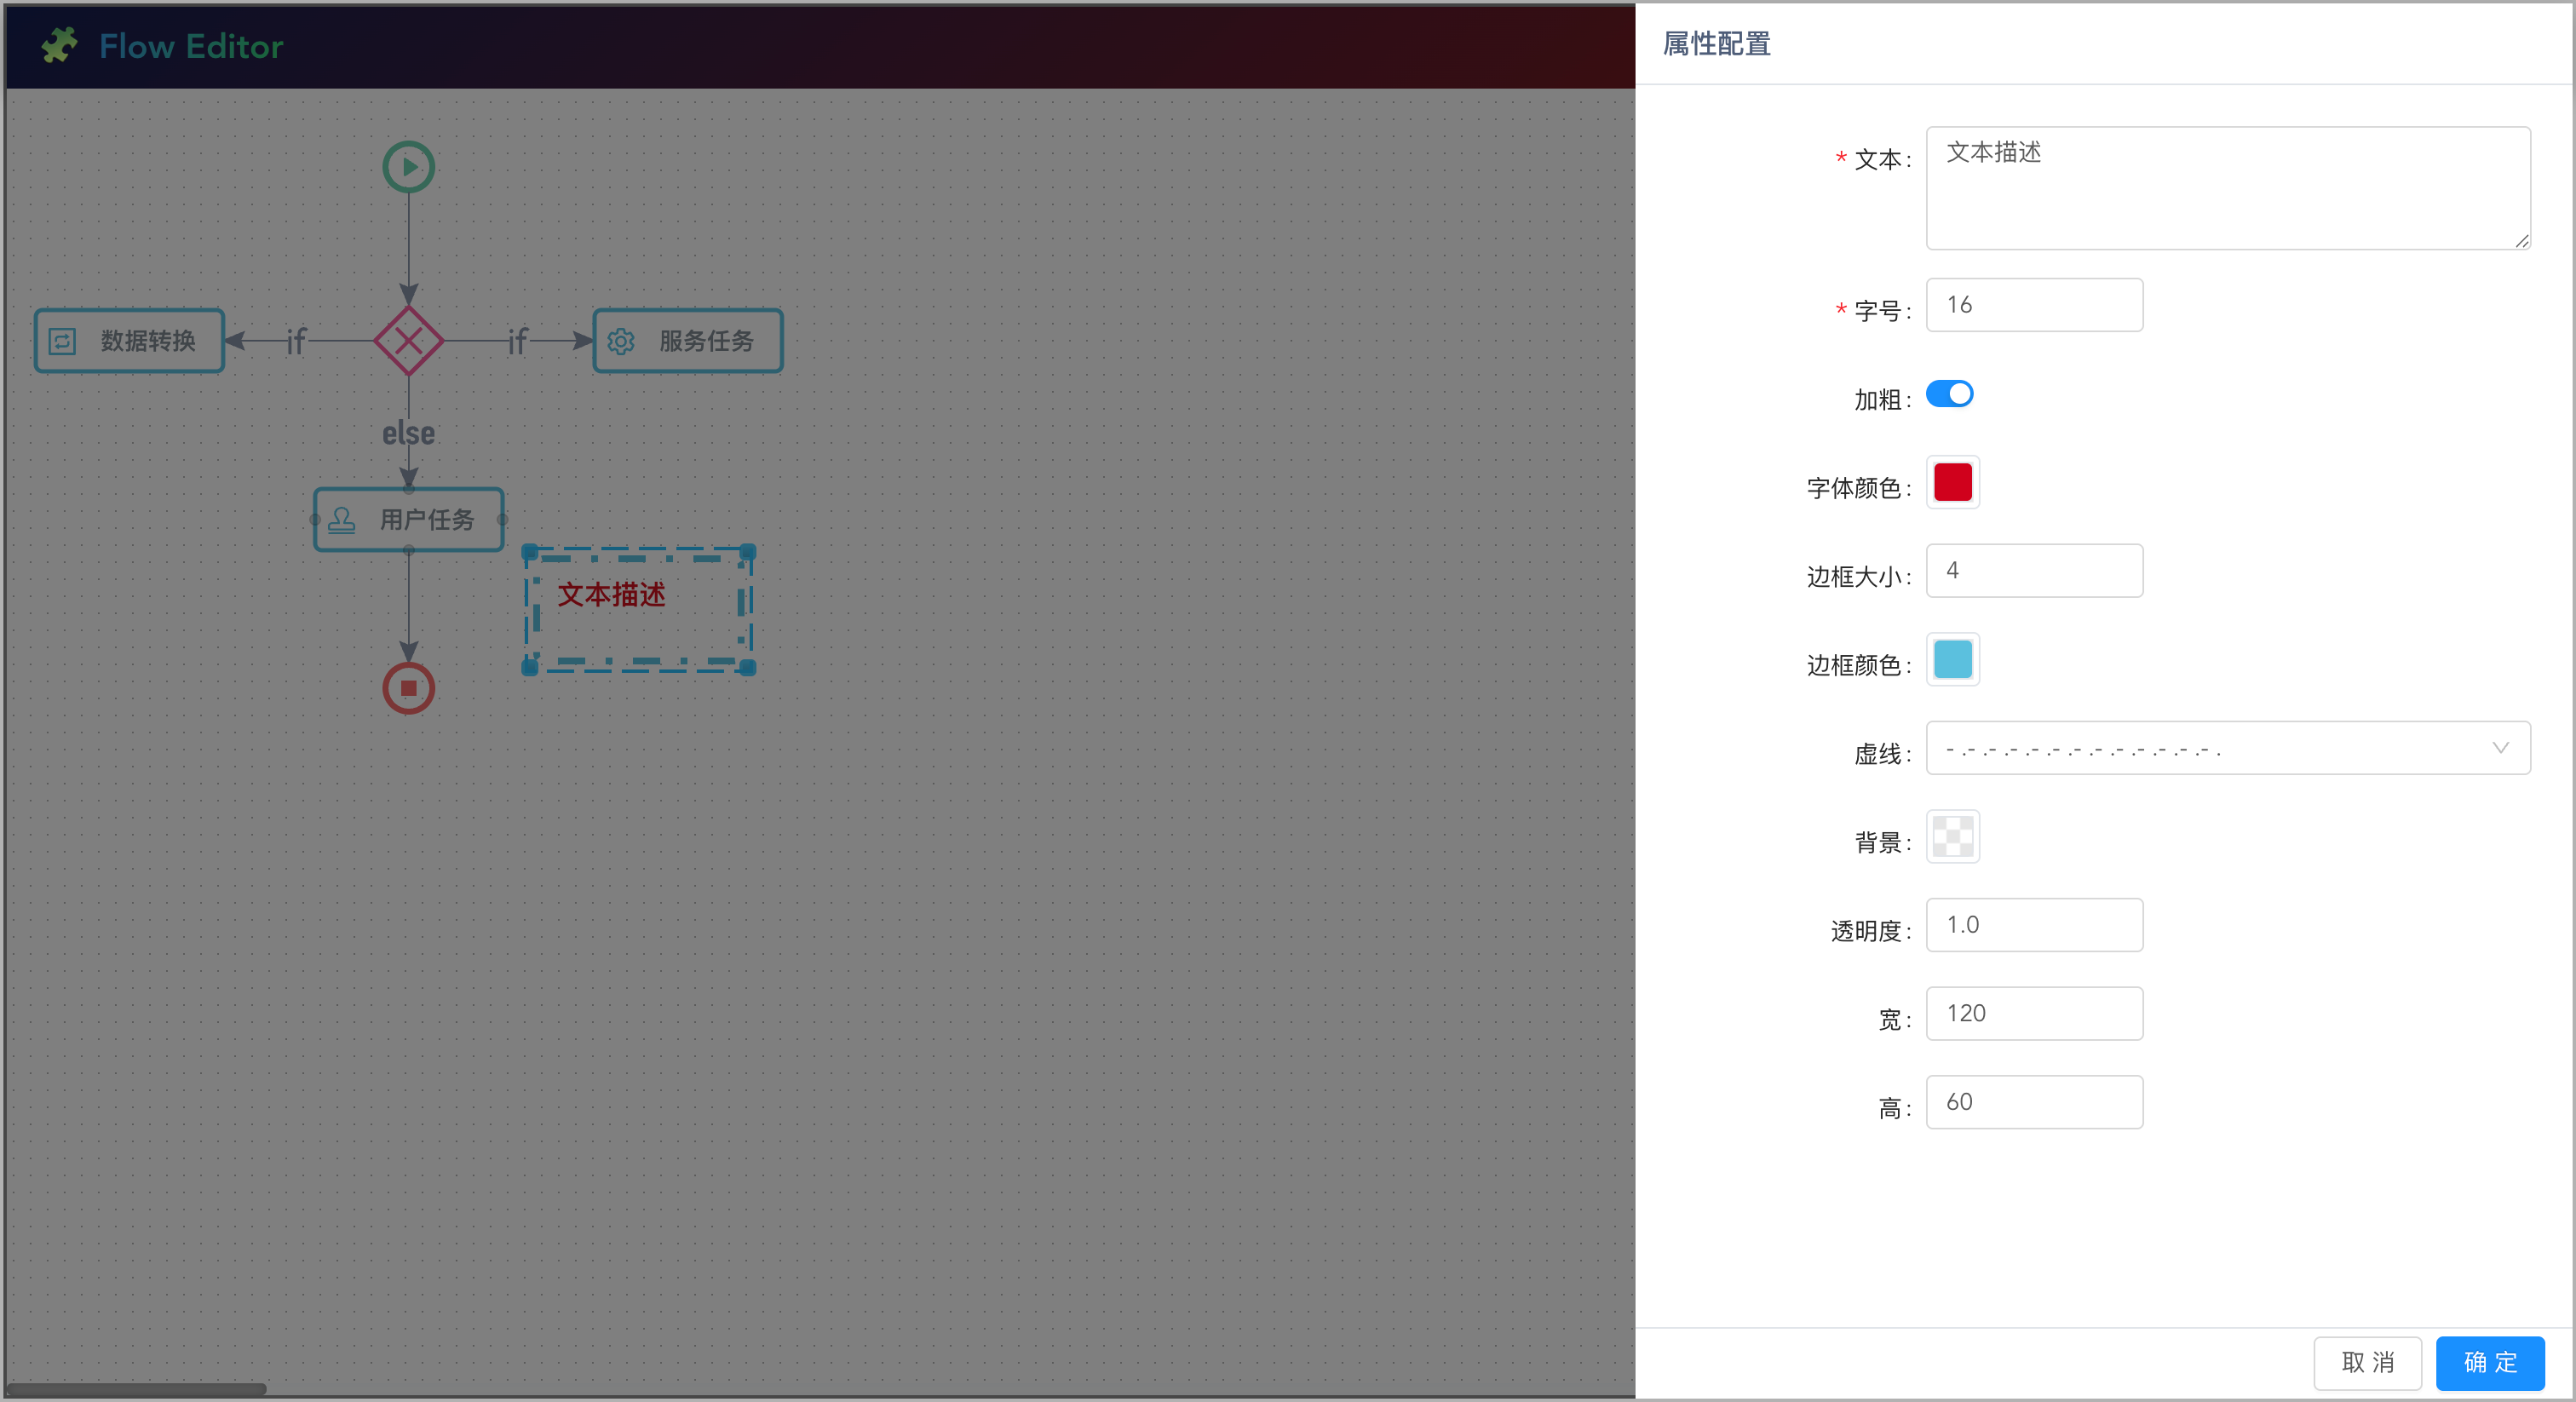 Flow Editor
数据转换
if
if
服务任务
else
用户任务
文本描述
属性配置
* 文本 :
文本描述
* 字号 :
16
加粗 :
字体颜色 :
边框大小 :
4
边框颜色 :
虚线 :
- .- .- .- .- .- .- .- .- .- .- .- .- .
背景 :
透明度 :
1.0
宽 :
120
高 :
60
取 消
确 定